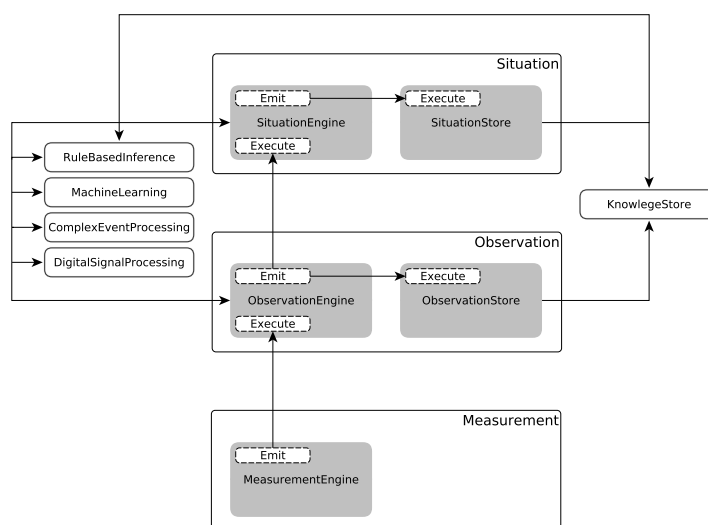 Situation
Emit
Execute
SituationEngine
SituationStore
Execute
RuleBasedInference
MachineLearning
ComplexEventProcessing
DigitalSignalProcessing
KnowlegeStore
Observation
Emit
Execute
ObservationEngine
ObservationStore
Execute
Measurement
Emit
MeasurementEngine